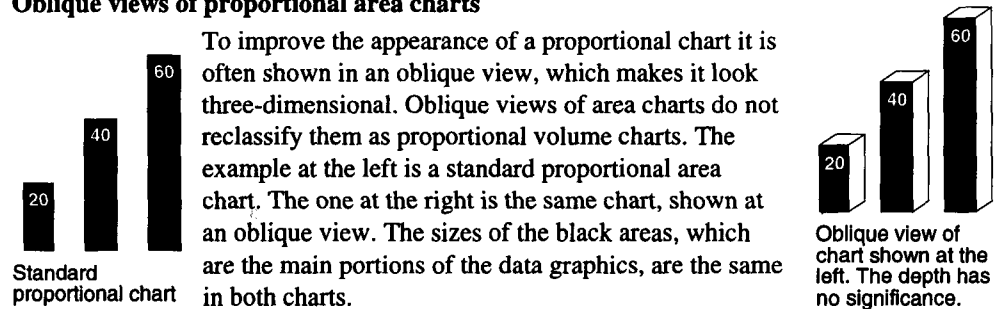 Oblique views of proportional area charts
To improve the appearance of a proportional chart it is
often shown in an oblique view, which makes it look
three-dimensional. Oblique views of area charts do not
reclassify them as proportional volume charts. The
example at the left is a standard proportional area
chart. The one at the right is the same chart, shown at
an oblique view. The sizes of the black areas, which
are the main portions of the data graphics, are the same
in both charts.
20
40
60
Standard
proportional chart
20
40
60
Oblique view of
chart shown at the
left. The depth has
no significance.